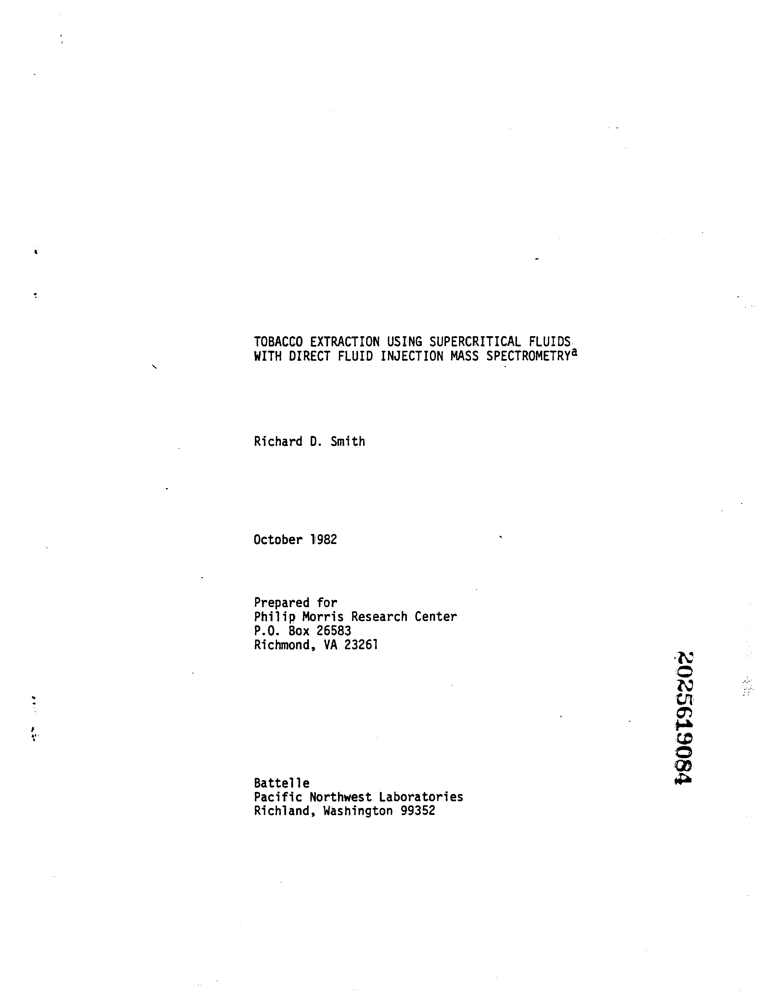 TOBACCO EXTRACTION USING SUPERCRITICAL FLUIDS
WITH DIRECT FLUID INJECTION MASS SPECTROMETRYa
Richard D. Smith
October 1982
Prepared for
Philip Morris Research Center
P.O. Box 26583
Richmond, VA 23261
Battelle
Pacific Northwest Laboratories
Richland, Washington 99352
2025619084